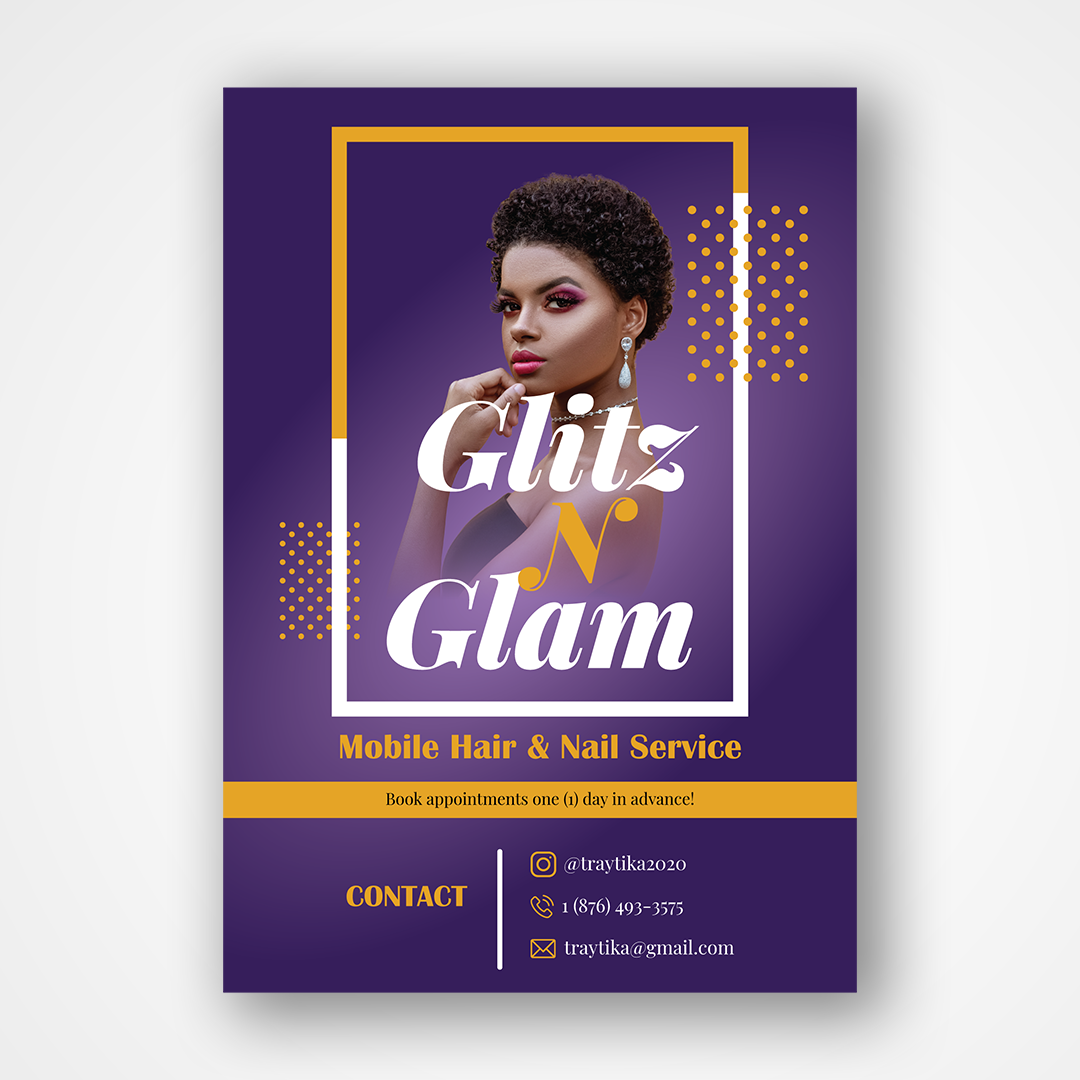 Glitz
N
Glam
Mobile Hair & Nail Service
Book appointments one (1) day in advance!
CONTACT
@traytika2020
1 (876) 493-3575
traytika@gmail.com